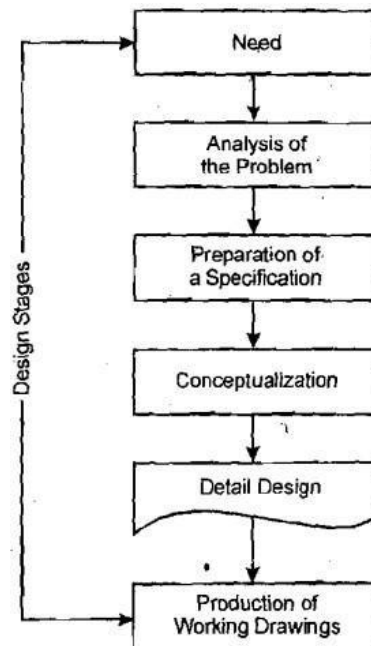 Need
Analysis of
the Problem
Preparation of
a Specification
Conceptualization
Detail Design
Production of
Working Drawings
Design Stages